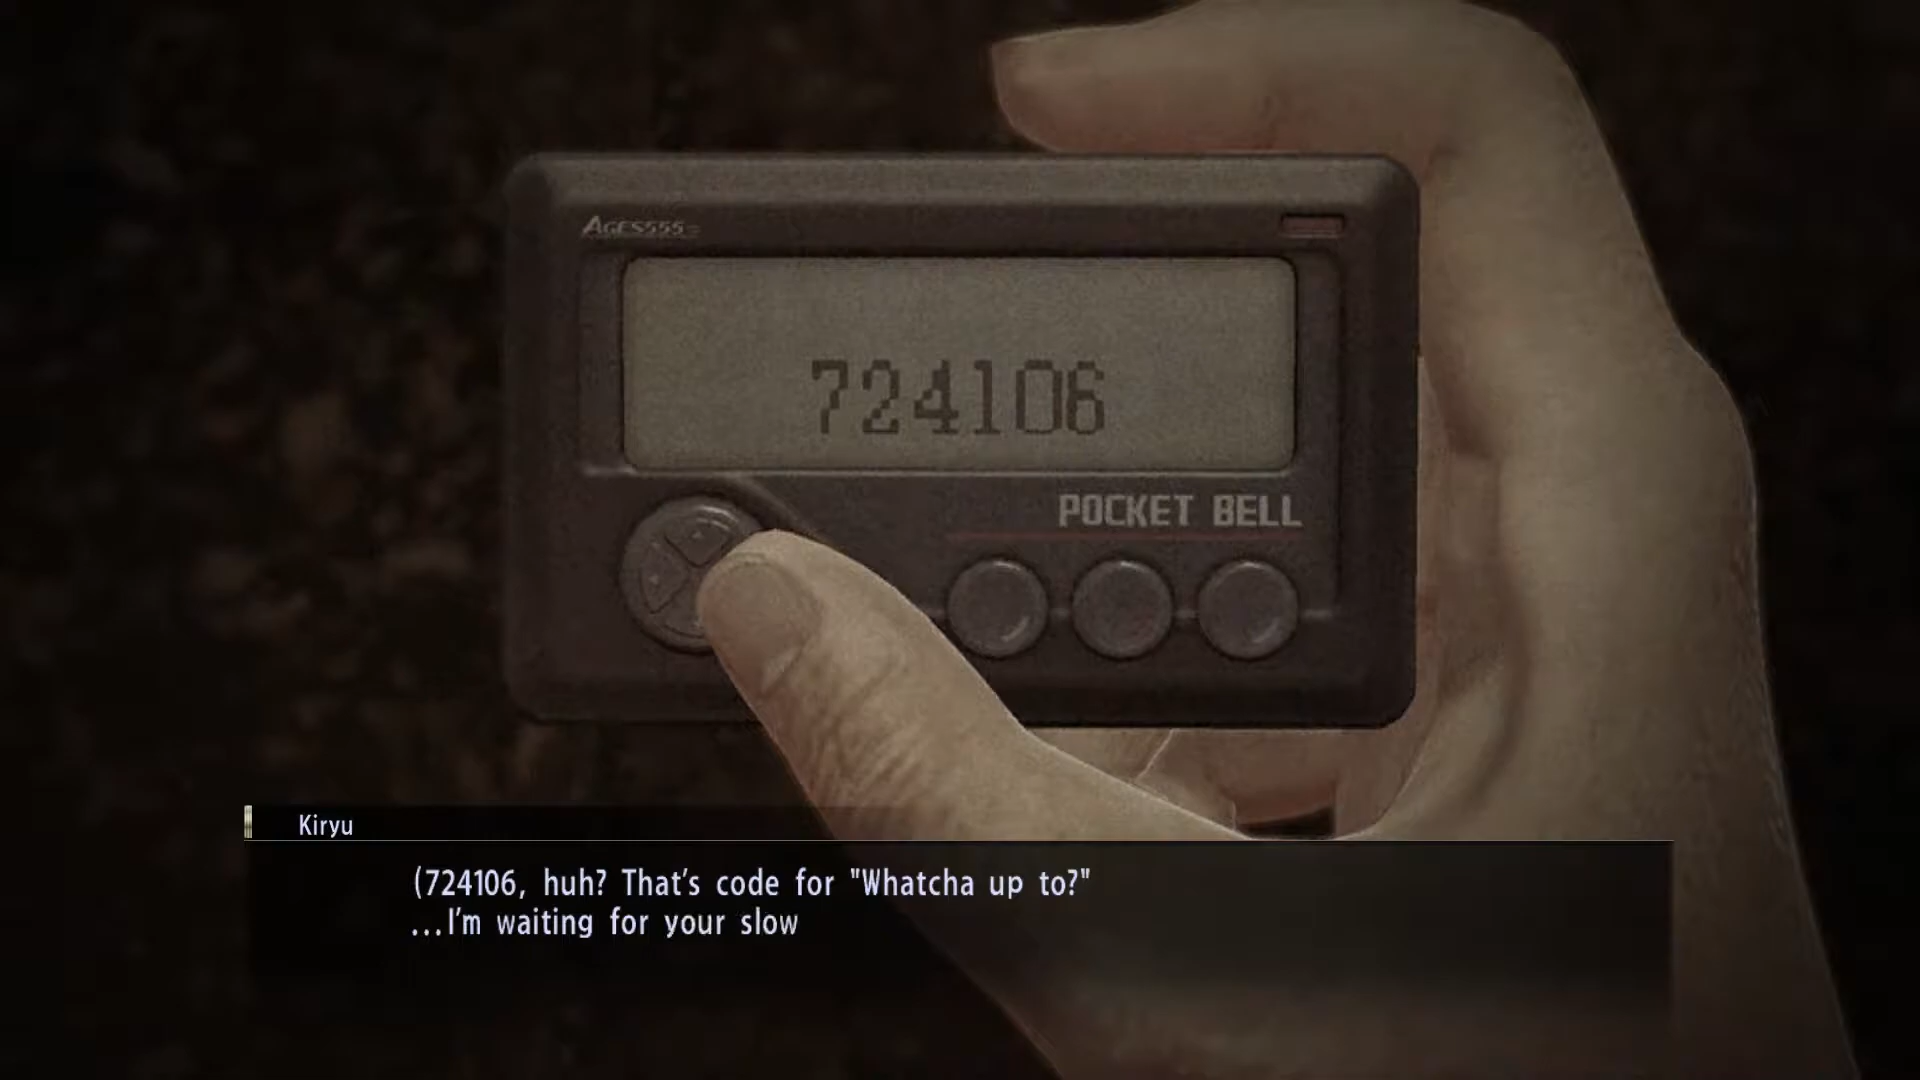 AGES555
724106
POCKET BELL
Kiryu
(724106, huh? That's code for "Whatcha up to?"
...I'm waiting for your slow